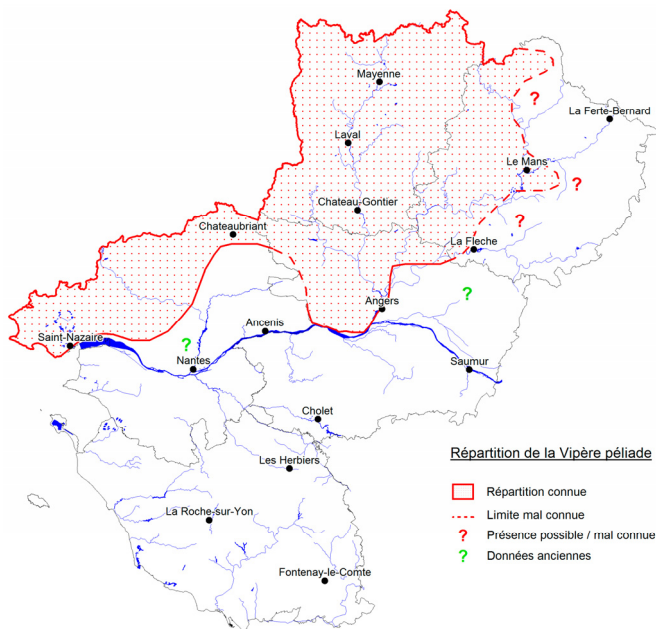 Mayenne
La Ferte-Bernard
?
Laval
Le Mans
?
Chateau-Gontier
?
Chateaubriant
La Fleche
?
Angers
Ancenis
Saint-Nazaire
?
Nantes
Saumur
Cholet
Les Herbiers
La Roche-sur-Yon
Fontenay-le-Comte
Répartition de la Vipère péliade
Répartition connue
Limite mal connue
? Présence possible / mal connue
? Données anciennes